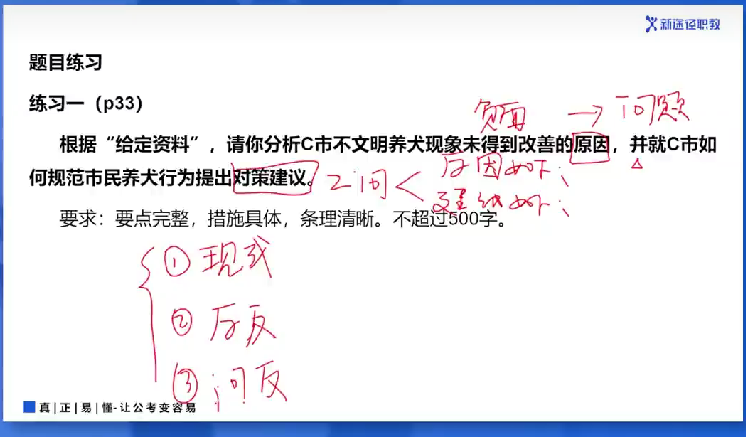 新途径职教
题目练习
练习一（p33）
负面 → 问题
根据“给定资料”，请你分析C市不文明养犬现象未得到改善的原因，并就C市如
何规范市民养犬行为提出对策建议。
2问
原因如下：
建议如下：
要求：要点完整，措施具体，条理清晰。不超过500字。
① 现或
② 原反
③ 问反
真|正|易|懂-让公考变容易